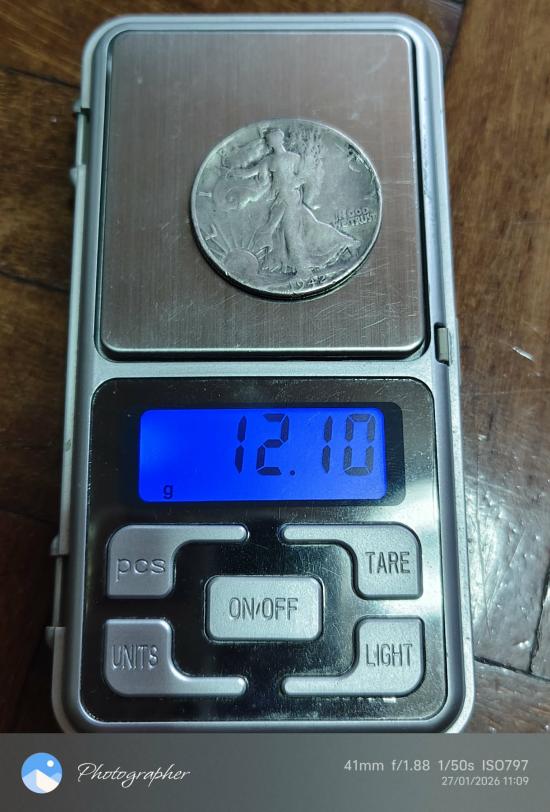 L I
IN GOD
WE TRUST
1942
12.10
g
pcs
TARE
ON/OFF
UNITS
LIGHT
Photographer
41mm f/1.88 1/50s ISO797
27/01/2026 11:09